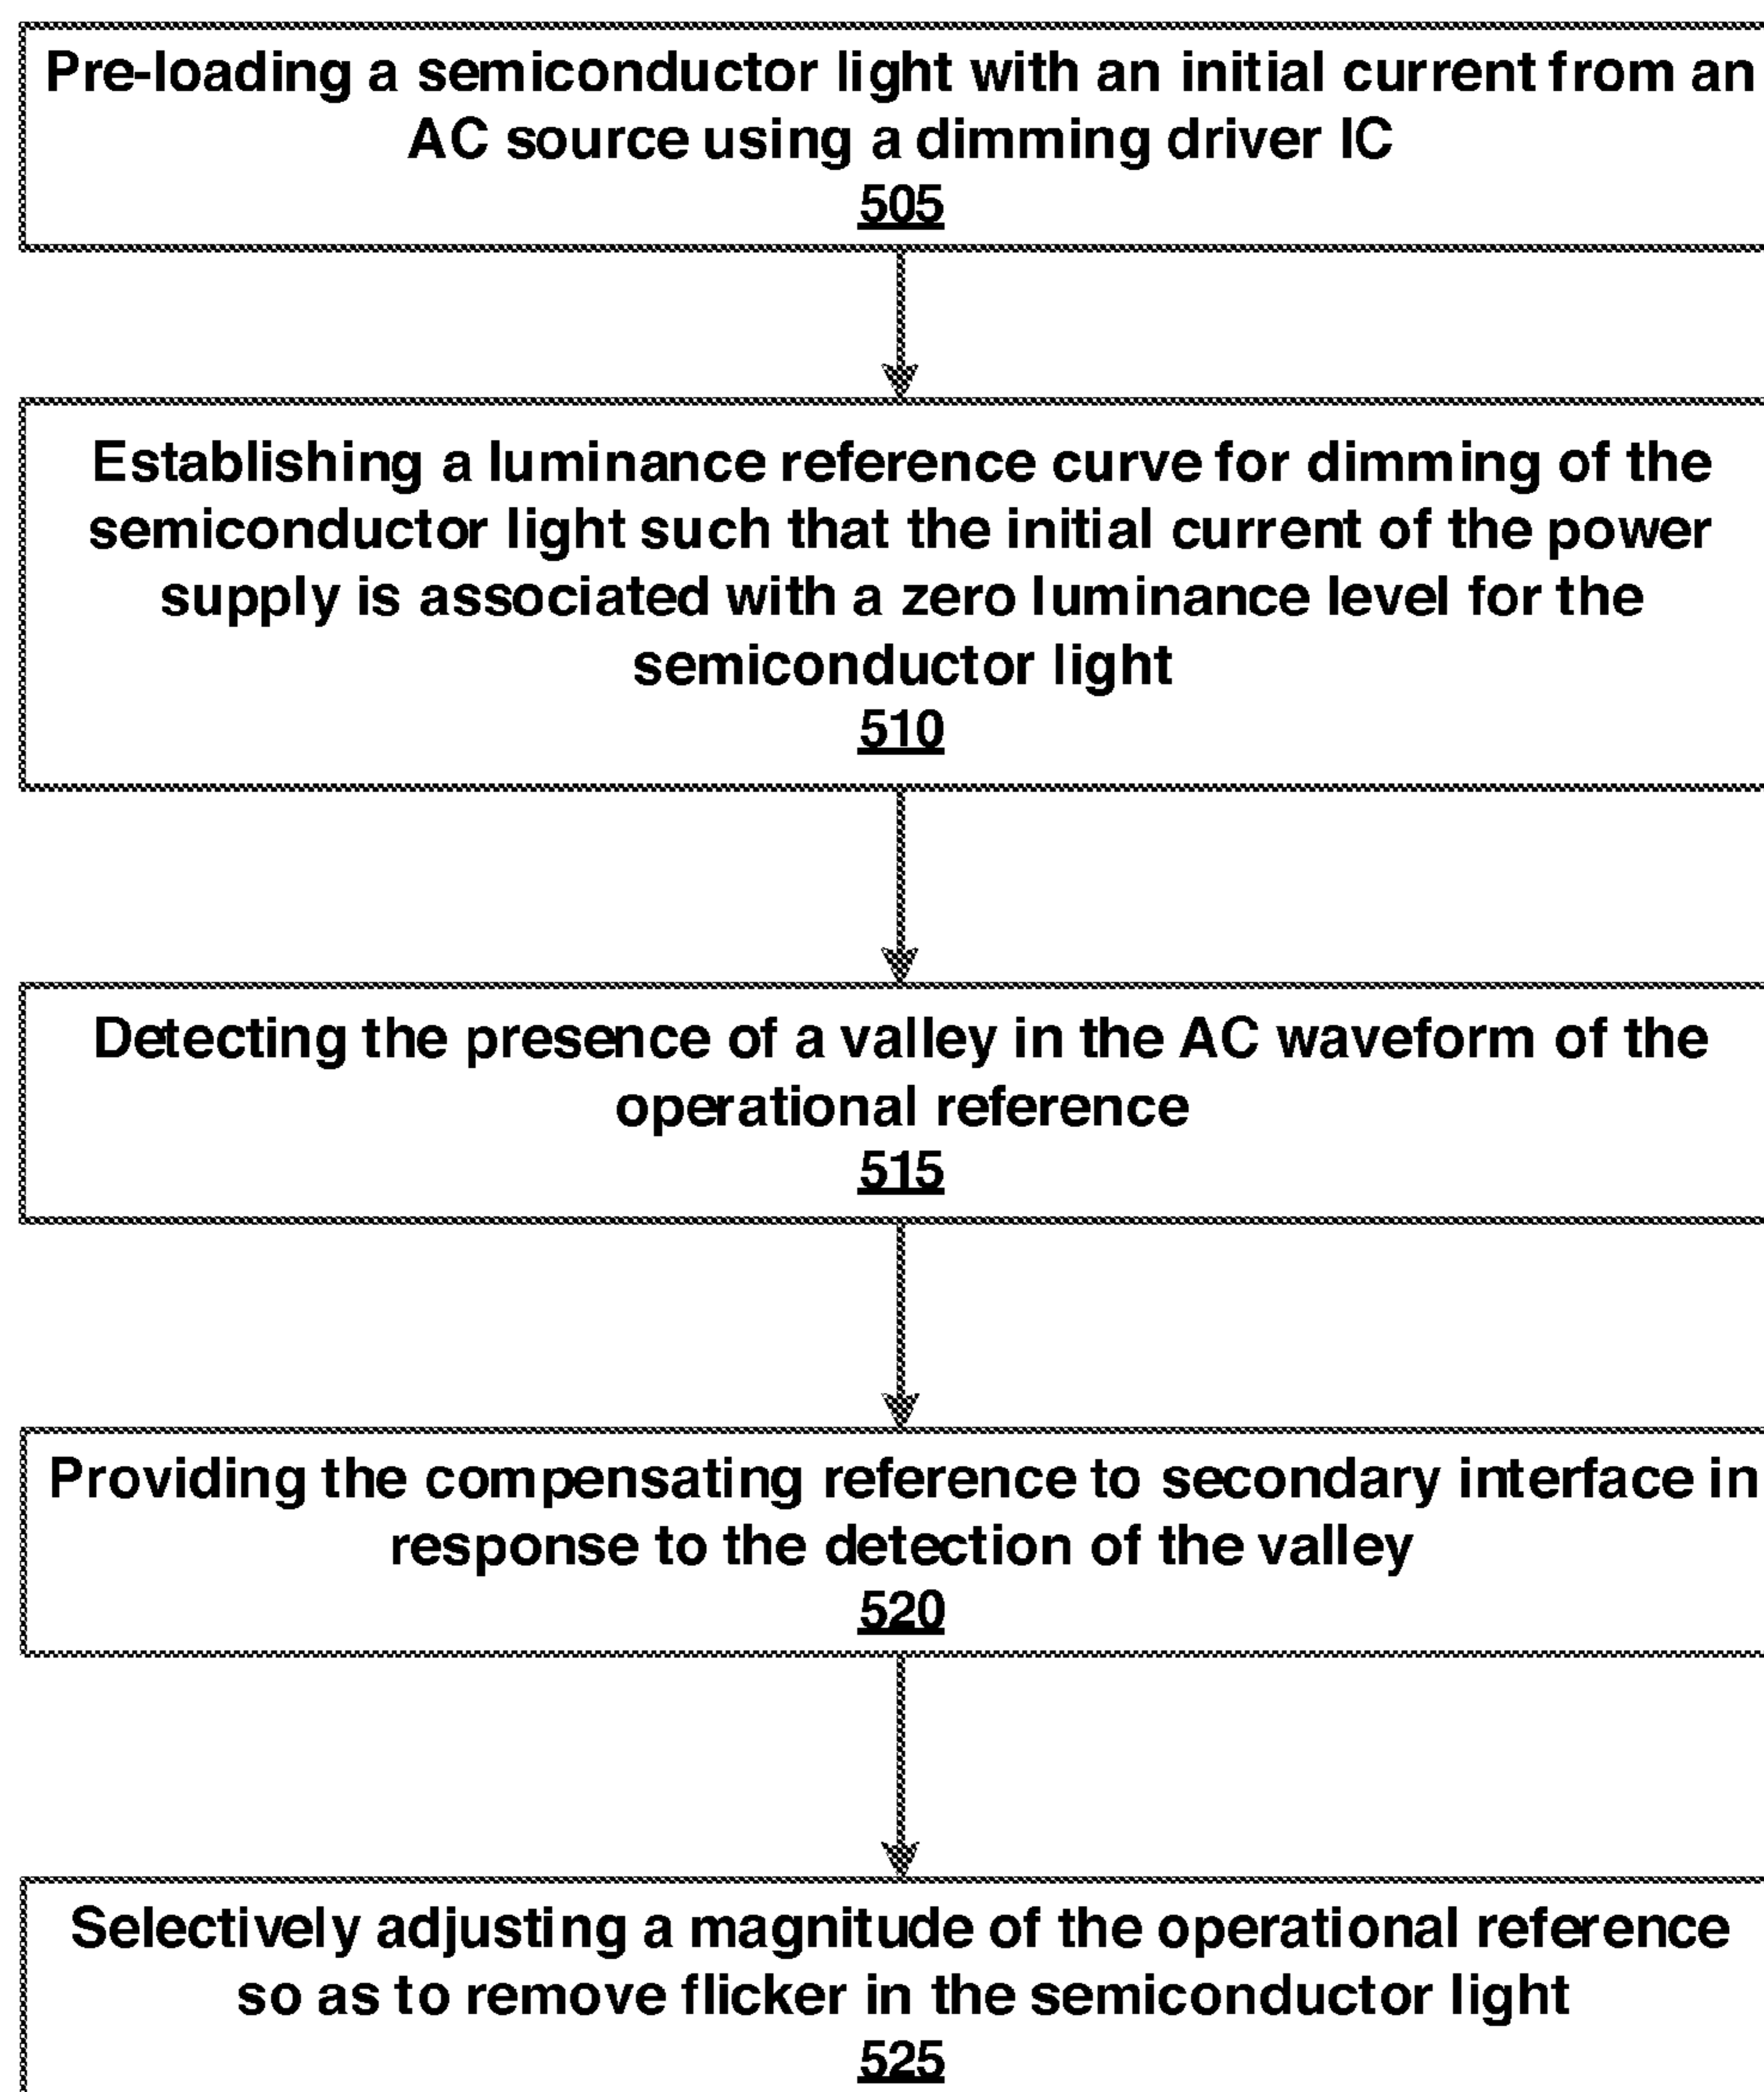 Pre-loading a semiconductor light with an initial current from an
AC source using a dimming driver IC
505
Establishing a luminance reference curve for dimming of the
semiconductor light such that the initial current of the power
supply is associated with a zero luminance level for the
semiconductor light
510
Detecting the presence of a valley in the AC waveform of the
operational reference
515
Providing the compensating reference to secondary interface in
response to the detection of the valley
520
Selectively adjusting a magnitude of the operational reference
so as to remove flicker in the semiconductor light
525